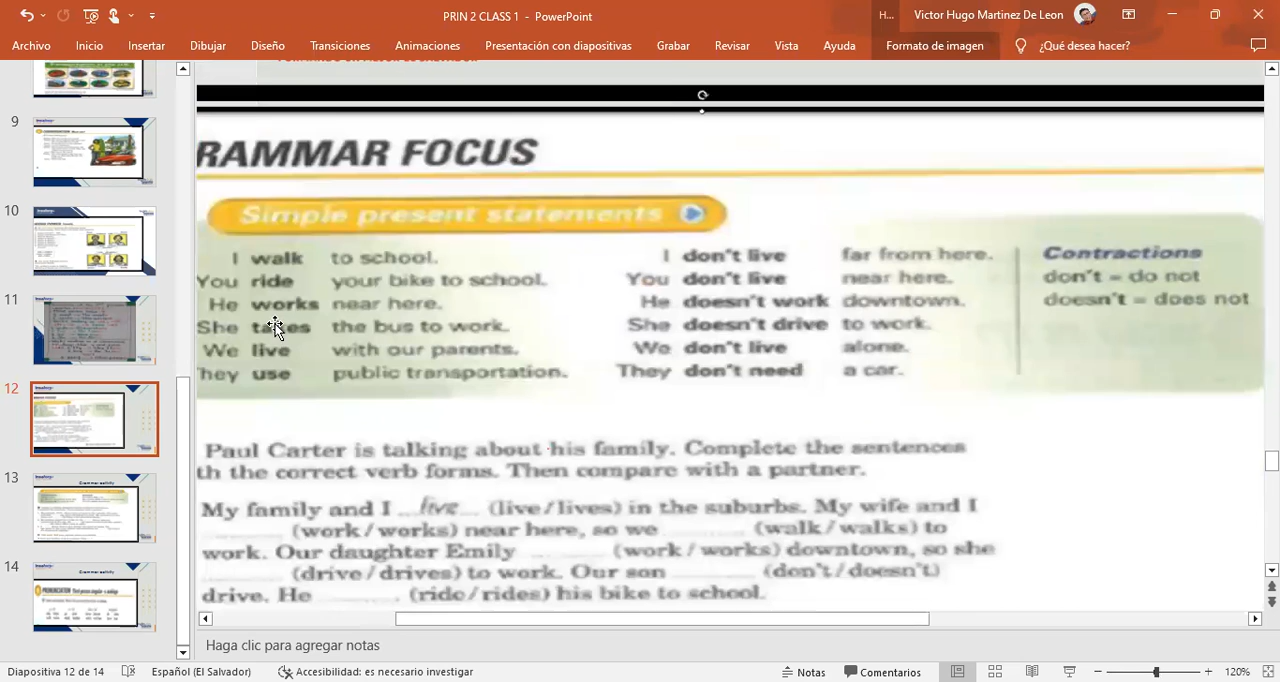 PRIN 2 CLASS 1 - PowerPoint
H...
Victor Hugo Martinez De Leon
Archivo Inicio Insertar Dibujar Diseño Transiciones Animaciones Presentación con diapositivas Grabar Revisar Vista Ayuda Formato de imagen ¿Qué desea hacer?
RAMMAR FOCUS
Simple present statements
I walk to school. I don't live far from here. Contractions
You ride your bike to school. You don't live near here. don't = do not
He works near here. He doesn't work downtown. doesn't = does not
She takes the bus to work. She doesn't drive to work.
We live with our parents. We don't live alone.
hey use public transportation. They don't need a car.
Paul Carter is talking about his family. Complete the sentences
th the correct verb forms. Then compare with a partner.
My family and I live (live/lives) in the suburbs. My wife and I
(work/works) near here, so we (walk/walks) to
work. Our daughter Emily (work/works) downtown, so she
(drive/drives) to work. Our son (don't/doesn't)
drive. He (ride/rides) his bike to school.
9
10
11
12
13
14
Haga clic para agregar notas
Diapositiva 12 de 14 Español (El Salvador) Accesibilidad: es necesario investigar Notas Comentarios 120%